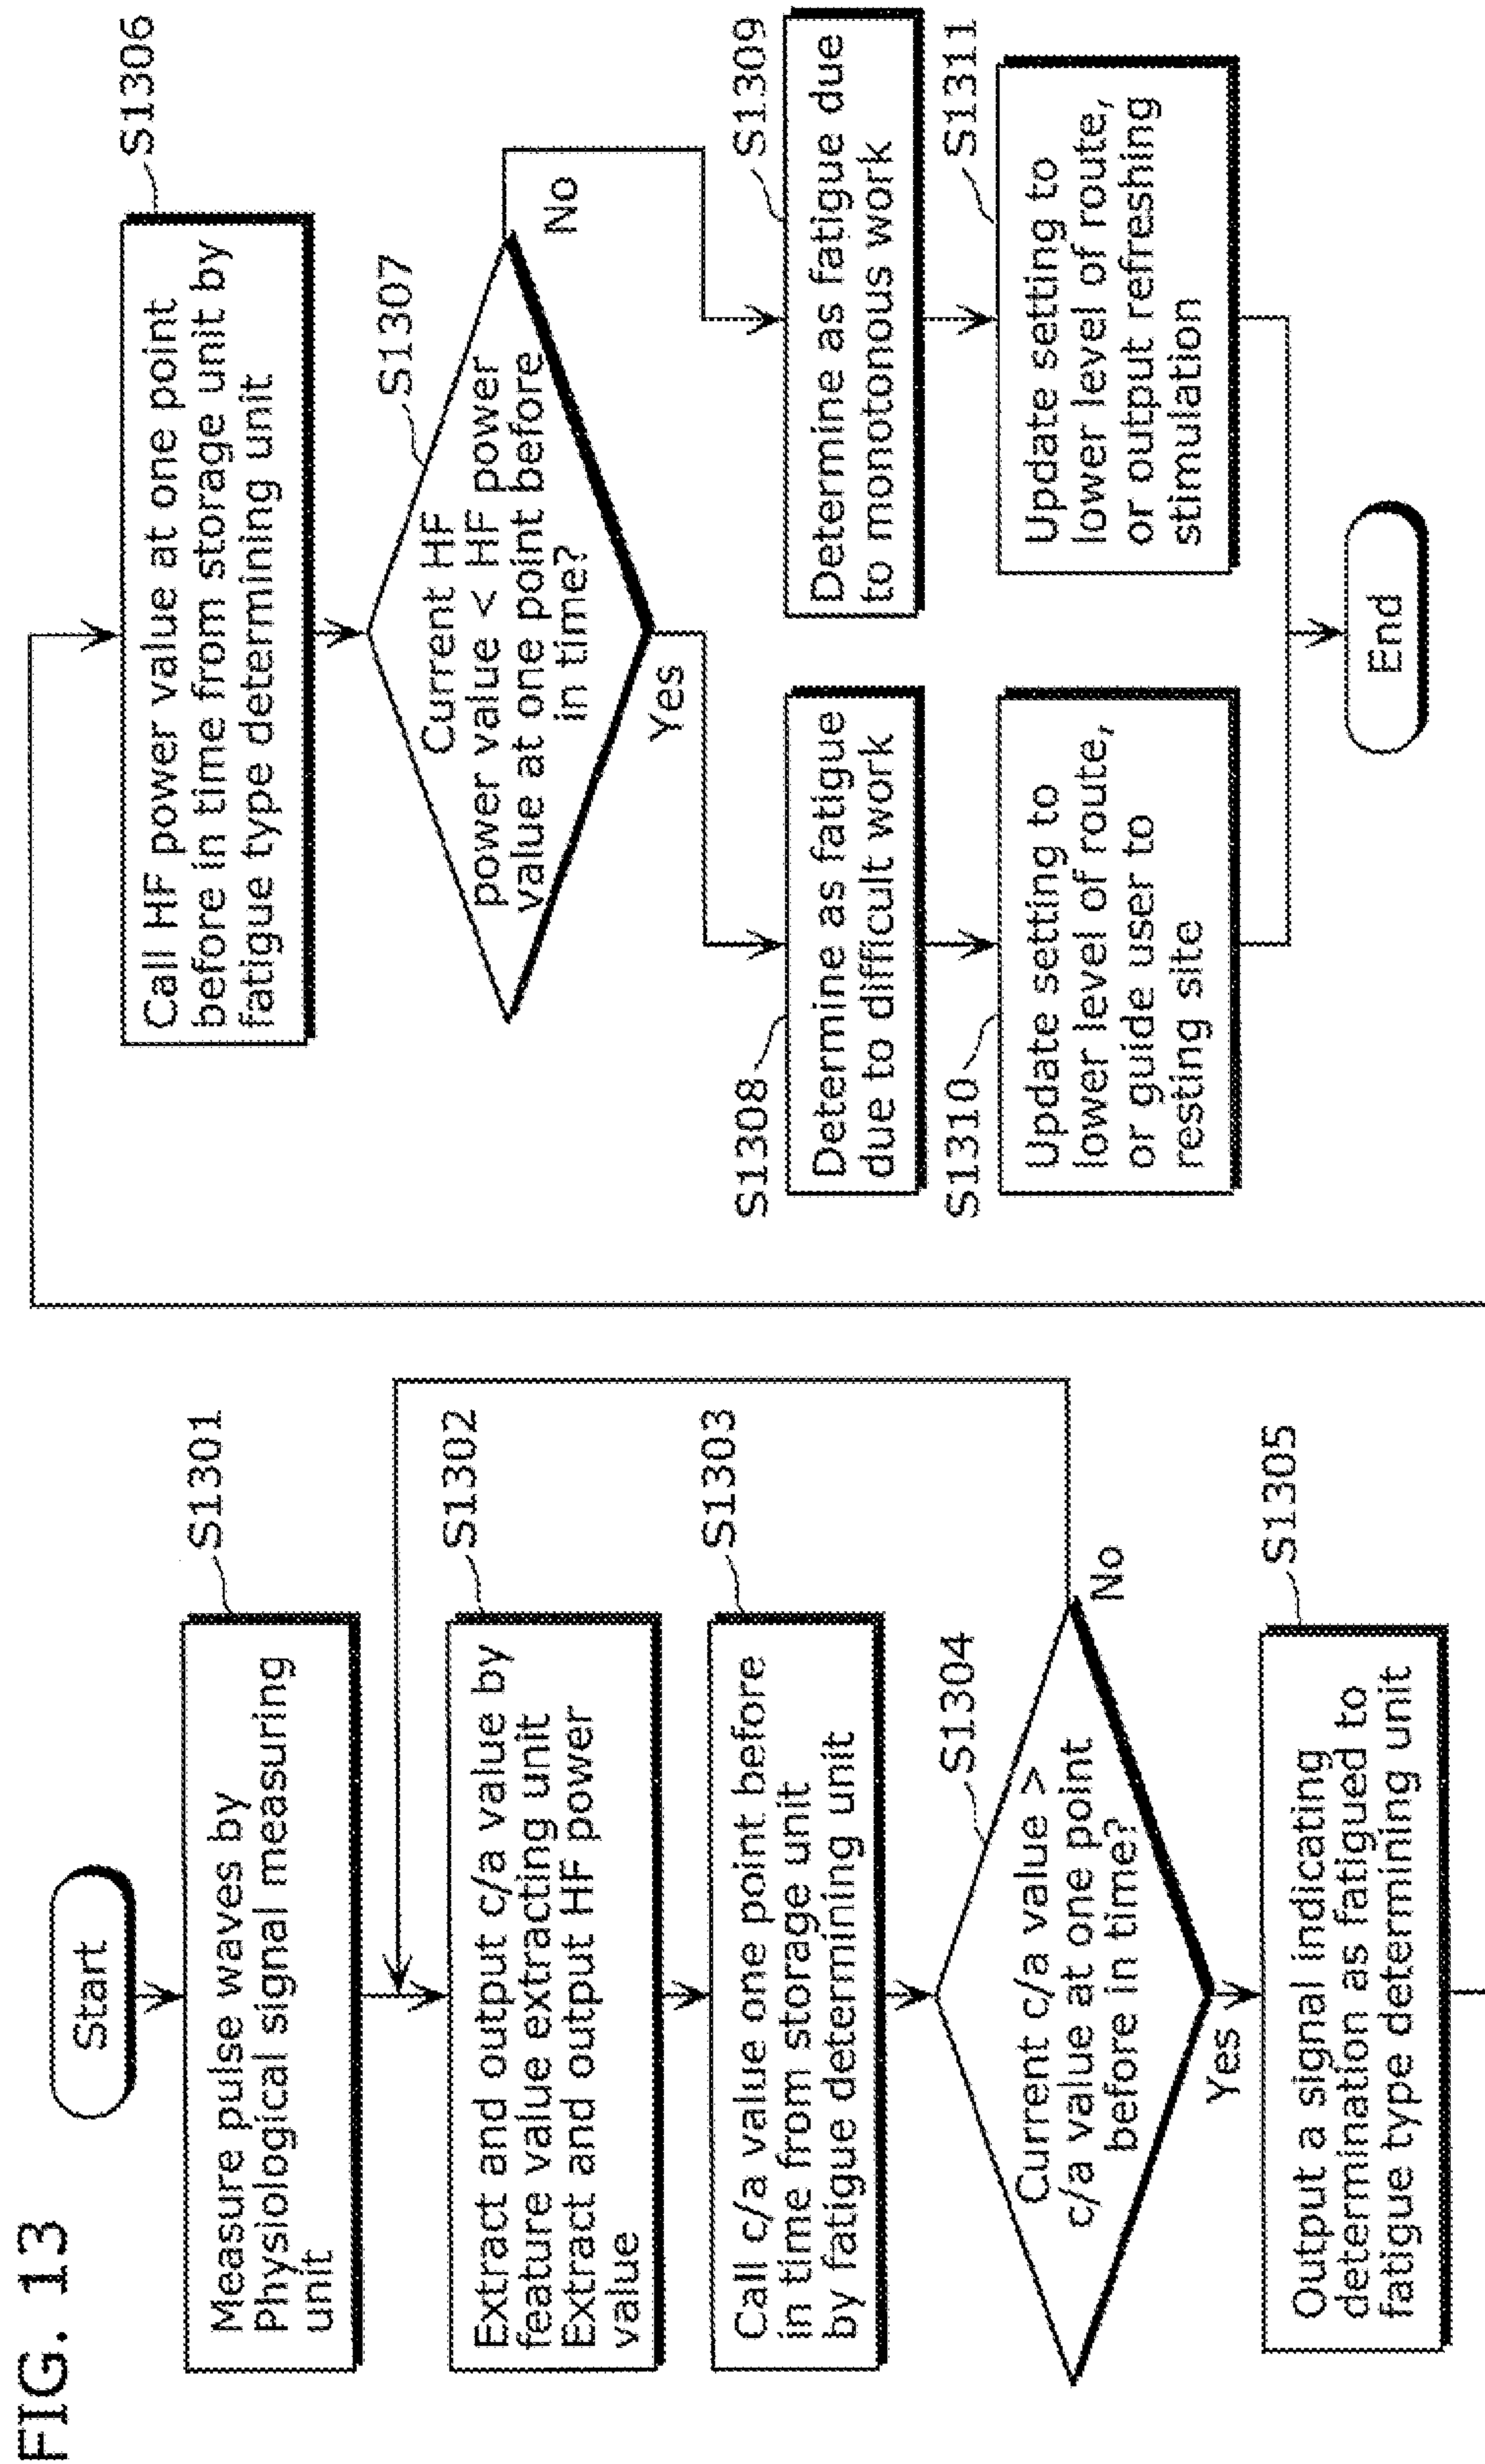 FIG. 13
Start
S1301
Measure pulse waves by
Physiological signal measuring
unit
S1302
Extract and output c/a value by
feature value extracting unit
Extract and output HF power
value
S1303
Call c/a value one point before
in time from storage unit
by fatigue determining unit
S1304
Current c/a value >
c/a value at one point
before in time?
No
Yes
S1305
Output a signal indicating
determination as fatigued to
fatigue type determining unit
S1306
Call HF power value at one point
before in time from storage unit by
fatigue type determining unit
S1307
Current HF
power value < HF power
value at one point before
in time?
No
Yes
S1308
Determine as fatigue
due to difficult work
S1309
Determine as fatigue due
to monotonous work
S1310
Update setting to
lower level of route,
or guide user to
resting site
S1311
Update setting to
lower level of route,
or output refreshing
stimulation
End